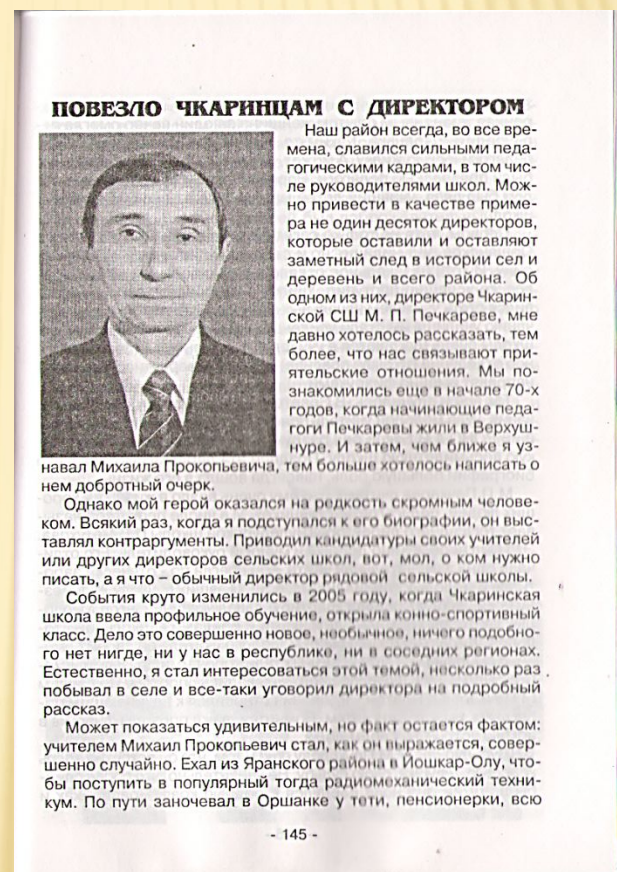 ПОВЕЗЛО ЧКАРИНЦАМ С ДИРЕКТОРОМ
Наш район всегда, во все вре-
мена, славился сильными педа-
гогическими кадрами, в том чис-
ле руководителями школ. Мож-
но привести в качестве приме-
ра не один десяток директоров,
которые оставили и оставляют
заметный след в истории сел и
деревень и всего района. Об
одном из них, директоре Чкарин-
ской СШ М. П. Печкареве, мне
давно хотелось рассказать, тем
более, что нас связывают при-
ятельские отношения. Мы по-
знакомились еще в начале 70-х
годов, когда начинающие педа-
гоги Печкаревы жили в Верхуш-
нуре. И затем, чем ближе я уз-
навал Михаила Прокопьевича, тем больше хотелось написать о
нем добротный очерк.
Однако мой герой оказался на редкость скромным челове-
ком. Всякий раз, когда я подступался к его биографии, он выс-
тавлял контраргументы. Приводил кандидатуры своих учителей
или других директоров сельских школ, вот, мол, о ком нужно
писать, а я что – обычный директор рядовой сельской школы.
События круто изменились в 2005 году, когда Чкаринская
школа ввела профильное обучение, открыла конно-спортивный
класс. Дело это совершенно новое, необычное, ничего подобно-
го нет нигде, ни у нас в республике, ни в соседних регионах.
Естественно, я стал интересоваться этой темой, несколько раз
побывал в селе и все-таки уговорил директора на подробный
рассказ.
Может показаться удивительным, но факт остается фактом:
учителем Михаил Прокопьевич стал, как он выражается, совер-
шенно случайно. Ехал из Яранского района в Йошкар-Олу, что-
бы поступить в популярный тогда радиомеханический техни-
кум. По пути заночевал в Оршанке у тети, пенсионерки, всю
- 145 -